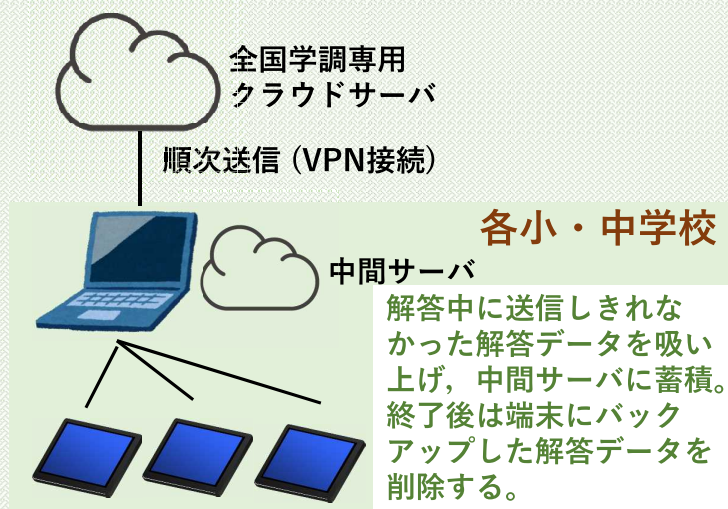 全国学調専用
クラウドサーバ
順次送信 (VPN接続)
各小・中学校
中間サーバ
解答中に送信しきれな
かった解答データを吸い
上げ，中間サーバに蓄積。
終了後は端末にバック
アップした解答データを
削除する。